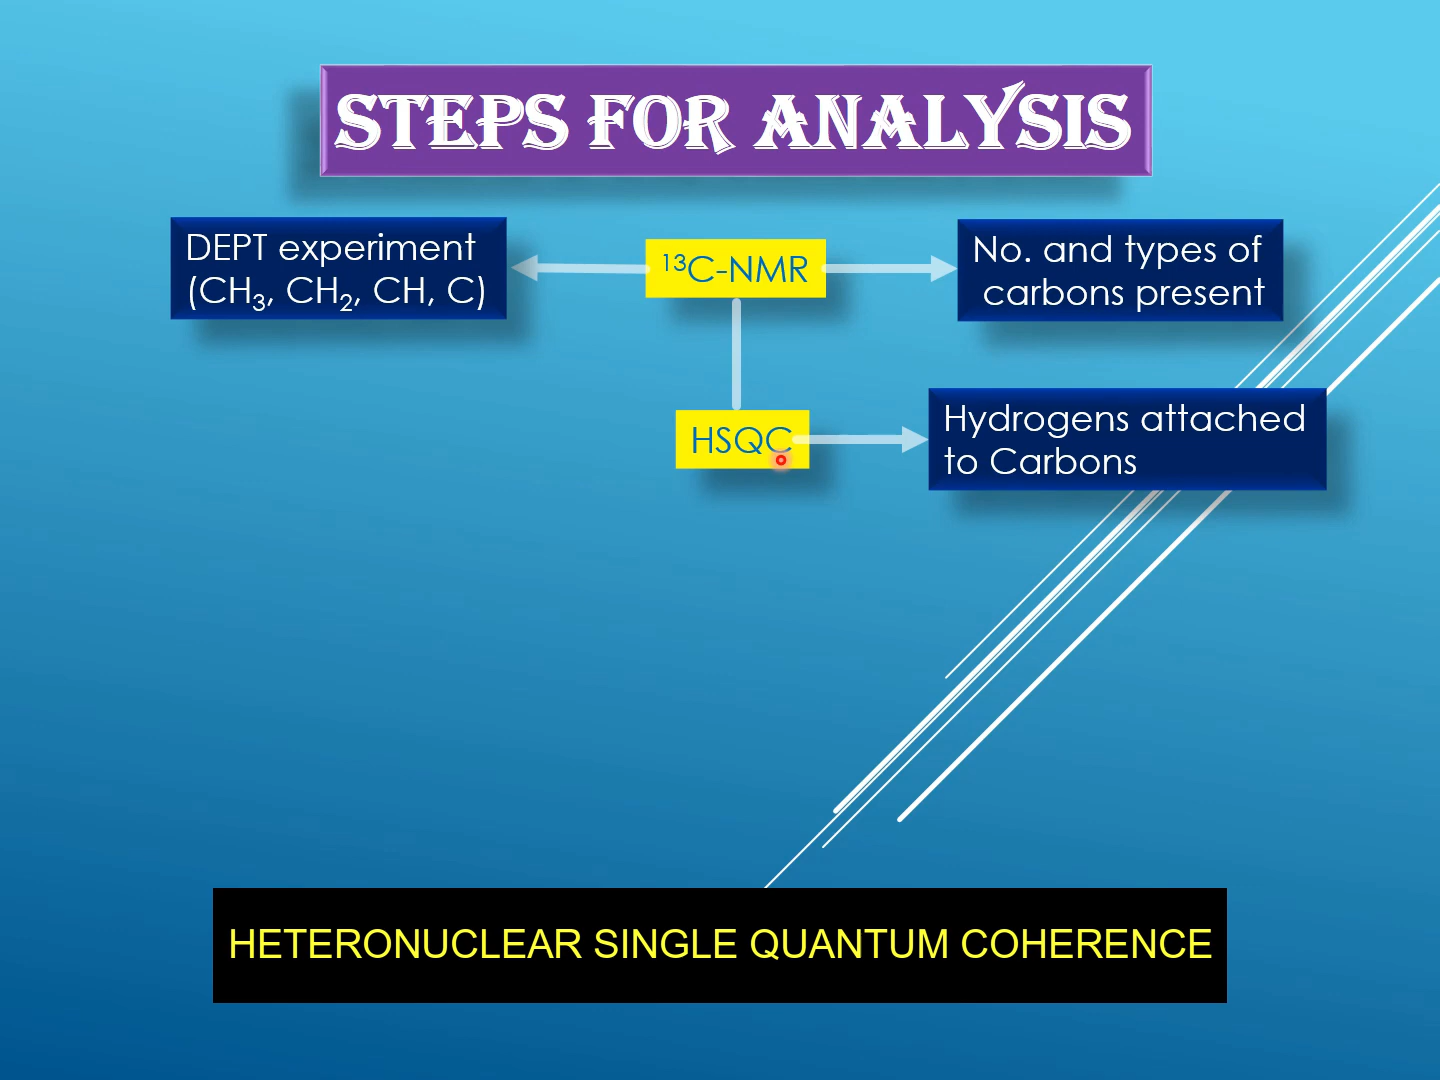 STEPS FOR ANALYSIS
DEPT experiment
(CH₃, CH₂, CH, C)
¹³C-NMR
No. and types of
carbons present
HSQC
Hydrogens attached
to Carbons
HETERONUCLEAR SINGLE QUANTUM COHERENCE